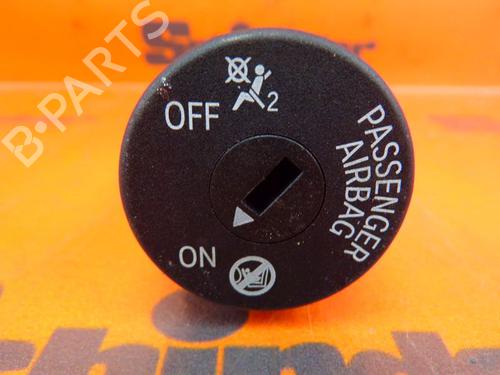 B-PARTS
OFF
2
PASSENGER
AIRBAG
ON